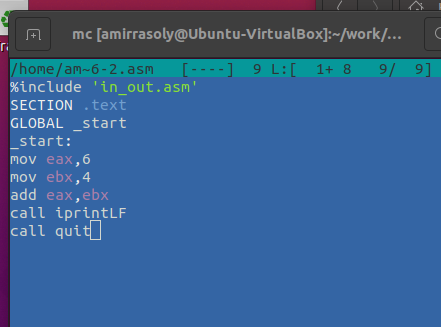 mc [amirrasoly@Ubuntu-VirtualBox]:~/work/...
/home/am~6-2.asm   [----]  9 L:[  1+ 8   9/  9]
%include 'in_out.asm'
SECTION .text
GLOBAL _start
_start:
mov eax,6
mov ebx,4
add eax,ebx
call iprintLF
call quit